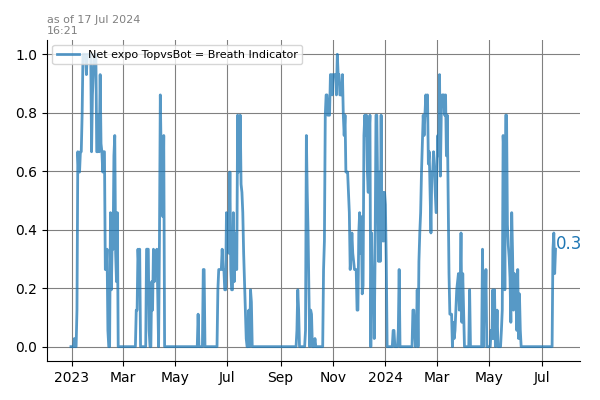 as of 17 Jul 2024
16:21
Net expo TopvsBot = Breath Indicator
1.0
0.8
0.6
0.4
0.3
0.2
0.0
2023 Mar May Jul Sep Nov 2024 Mar May Jul